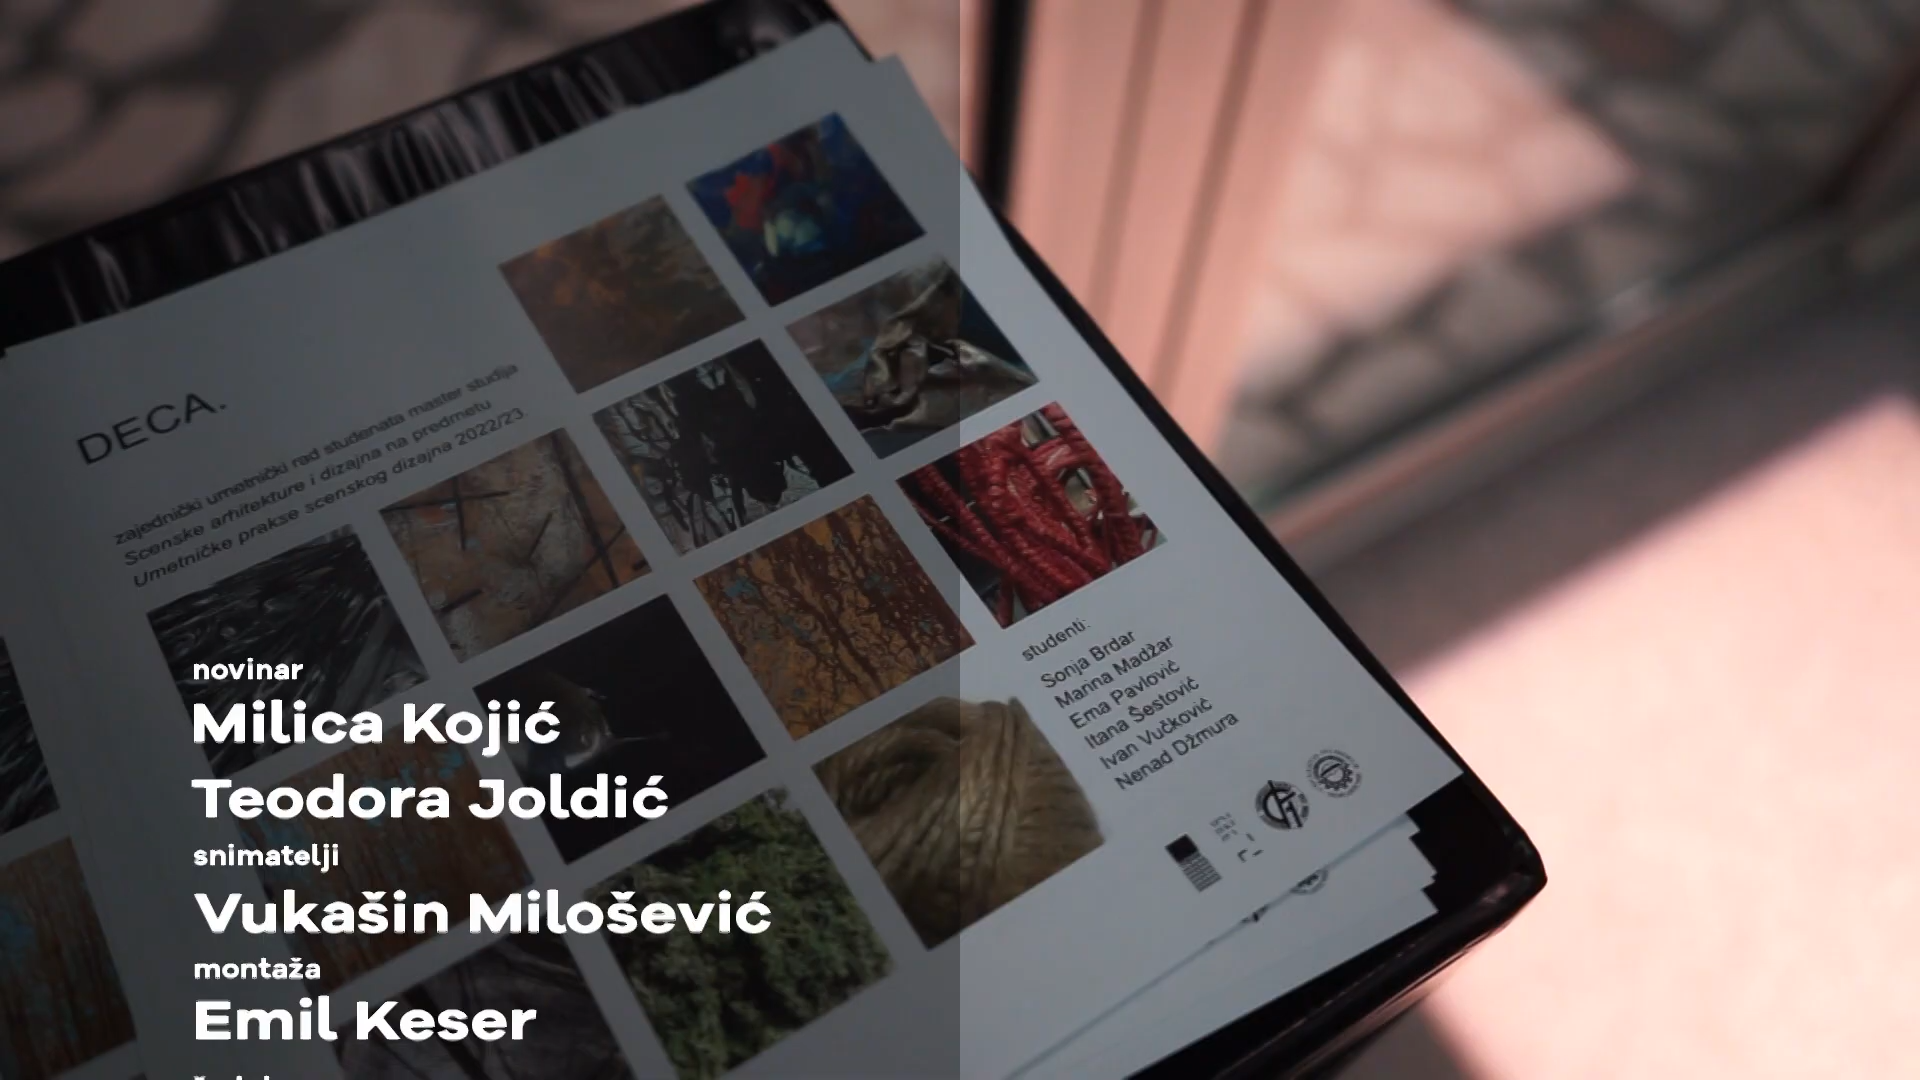 DECA.
zajednički umetnički rad studenata master studija
Scenske arhitekture i dizajna na predmetu
Umetničke prakse scenskog dizajna 2022/23.
studenti:
Sonja Brdar
Marina Madžar
Ema Pavlović
Itana Šestović
Ivan Vučković
Nenad Džmura
novinar
Milica Kojić
Teodora Joldić
snimatelji
Vukašin Milošević
montaža
Emil Keser